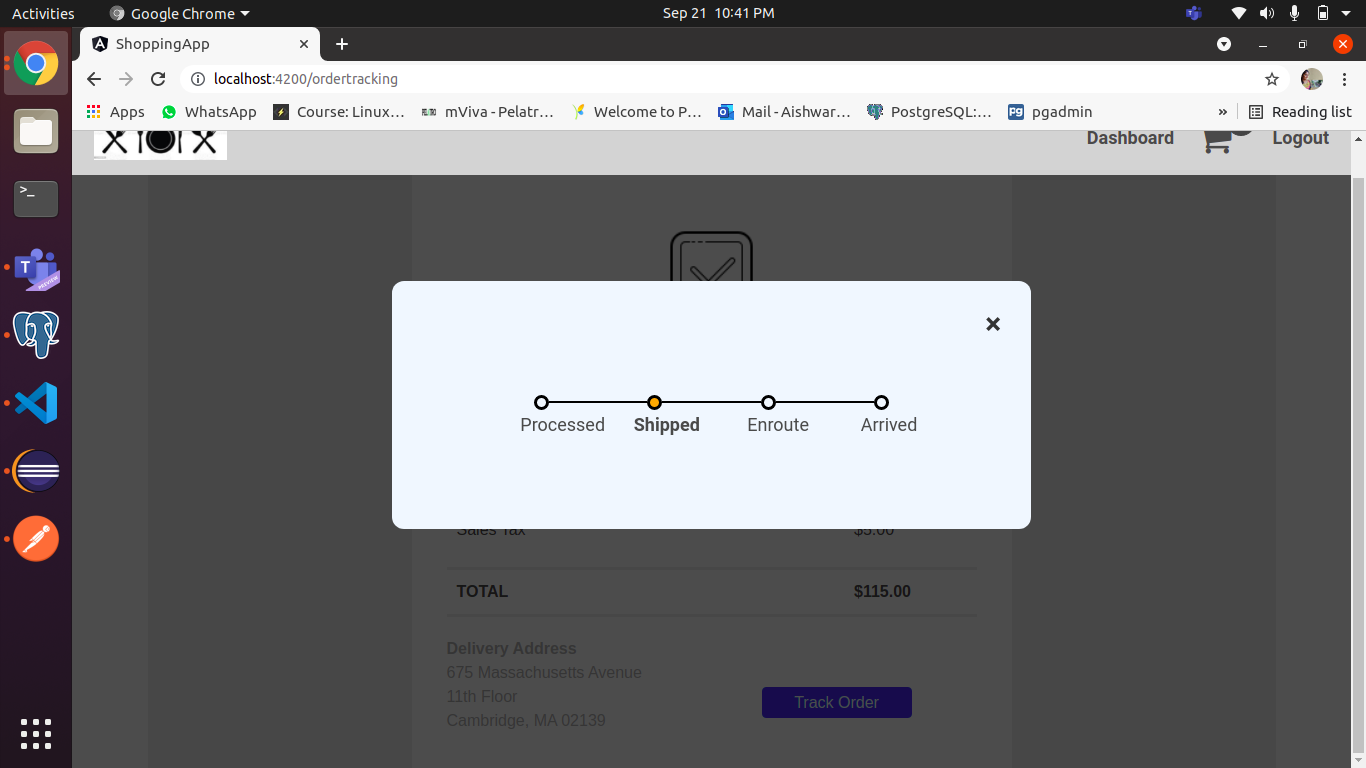 Activities Google Chrome Sep 21 10:41 PM
ShoppingApp
localhost:4200/ordertracking
Apps WhatsApp Course: Linux… mViva - Pelatr… Welcome to P… Mail - Aishwar… PostgreSQL:… pgadmin » Reading list
Dashboard Logout
Processed Shipped Enroute Arrived
Sales Tax $5.00
TOTAL $115.00
Delivery Address
675 Massachusetts Avenue
11th Floor
Cambridge, MA 02139
Track Order